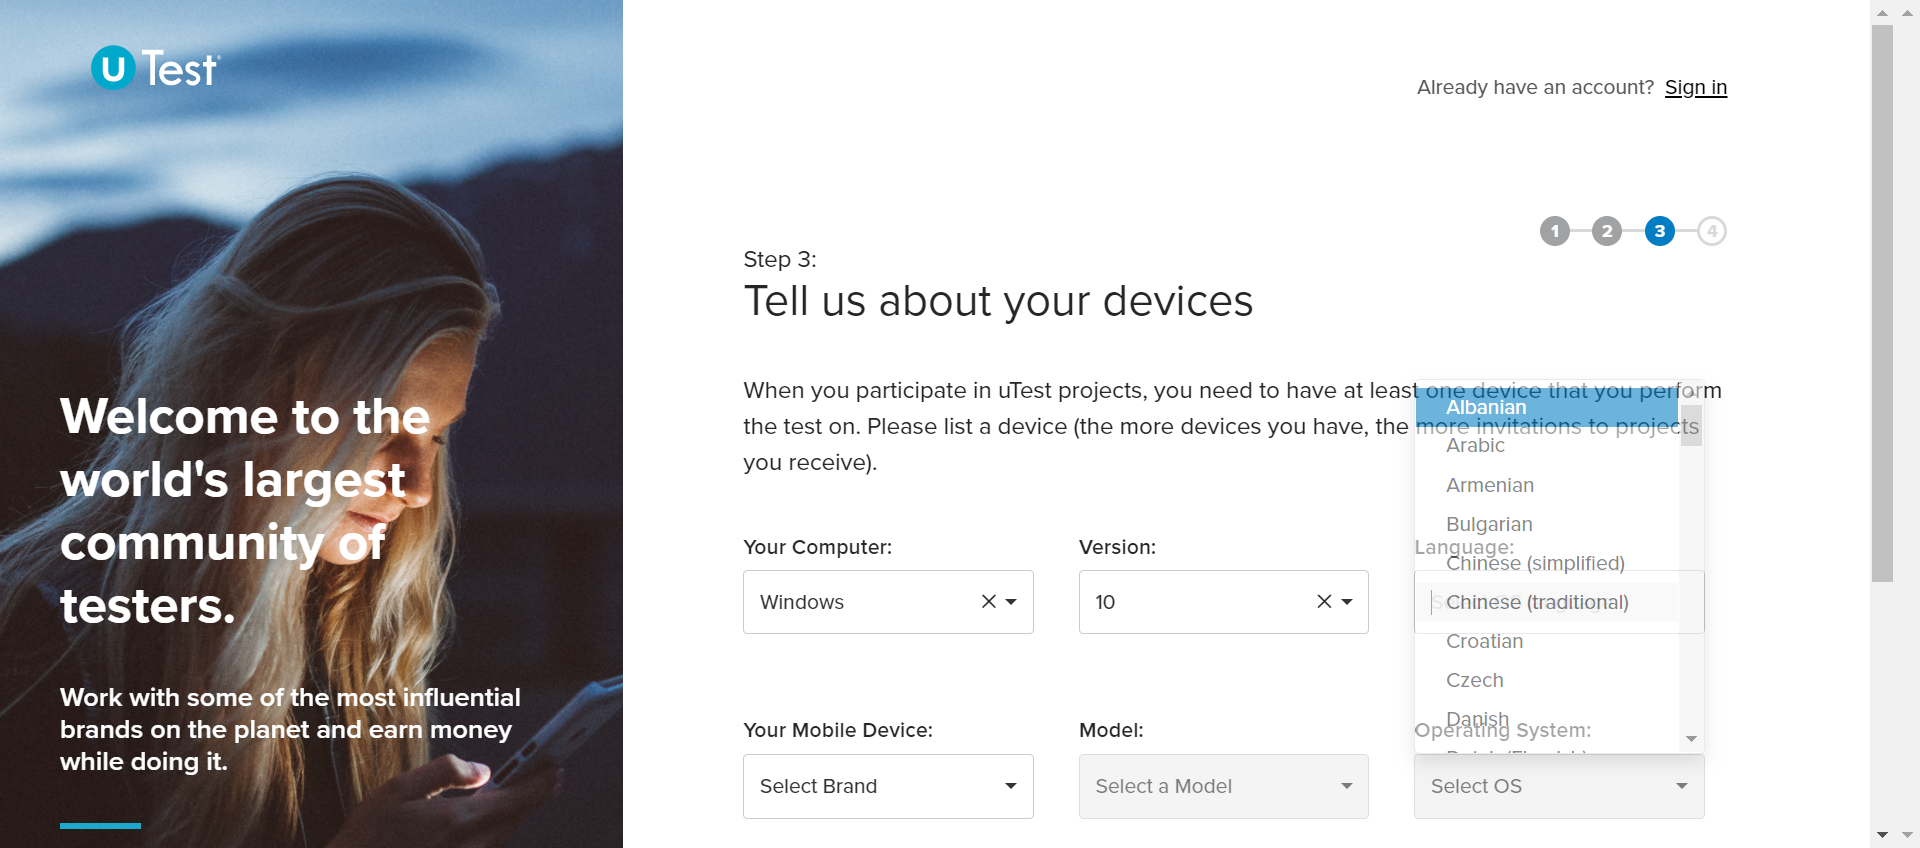 u Test
Already have an account? Sign in
1 2 3 4
Step 3:
Tell us about your devices
Welcome to the
world's largest
community of
testers.
Work with some of the most influential
brands on the planet and earn money
while doing it.
When you participate in uTest projects, you need to have at least one device that you perform
the test on. Please list a device (the more devices you have, the more invitations to projects
you receive).
Your Computer:
Windows
Version:
10
Language:
Albanian
Arabic
Armenian
Bulgarian
Chinese (simplified)
Chinese (traditional)
Croatian
Czech
Danish
Your Mobile Device:
Select Brand
Model:
Select a Model
Operating System:
Select OS